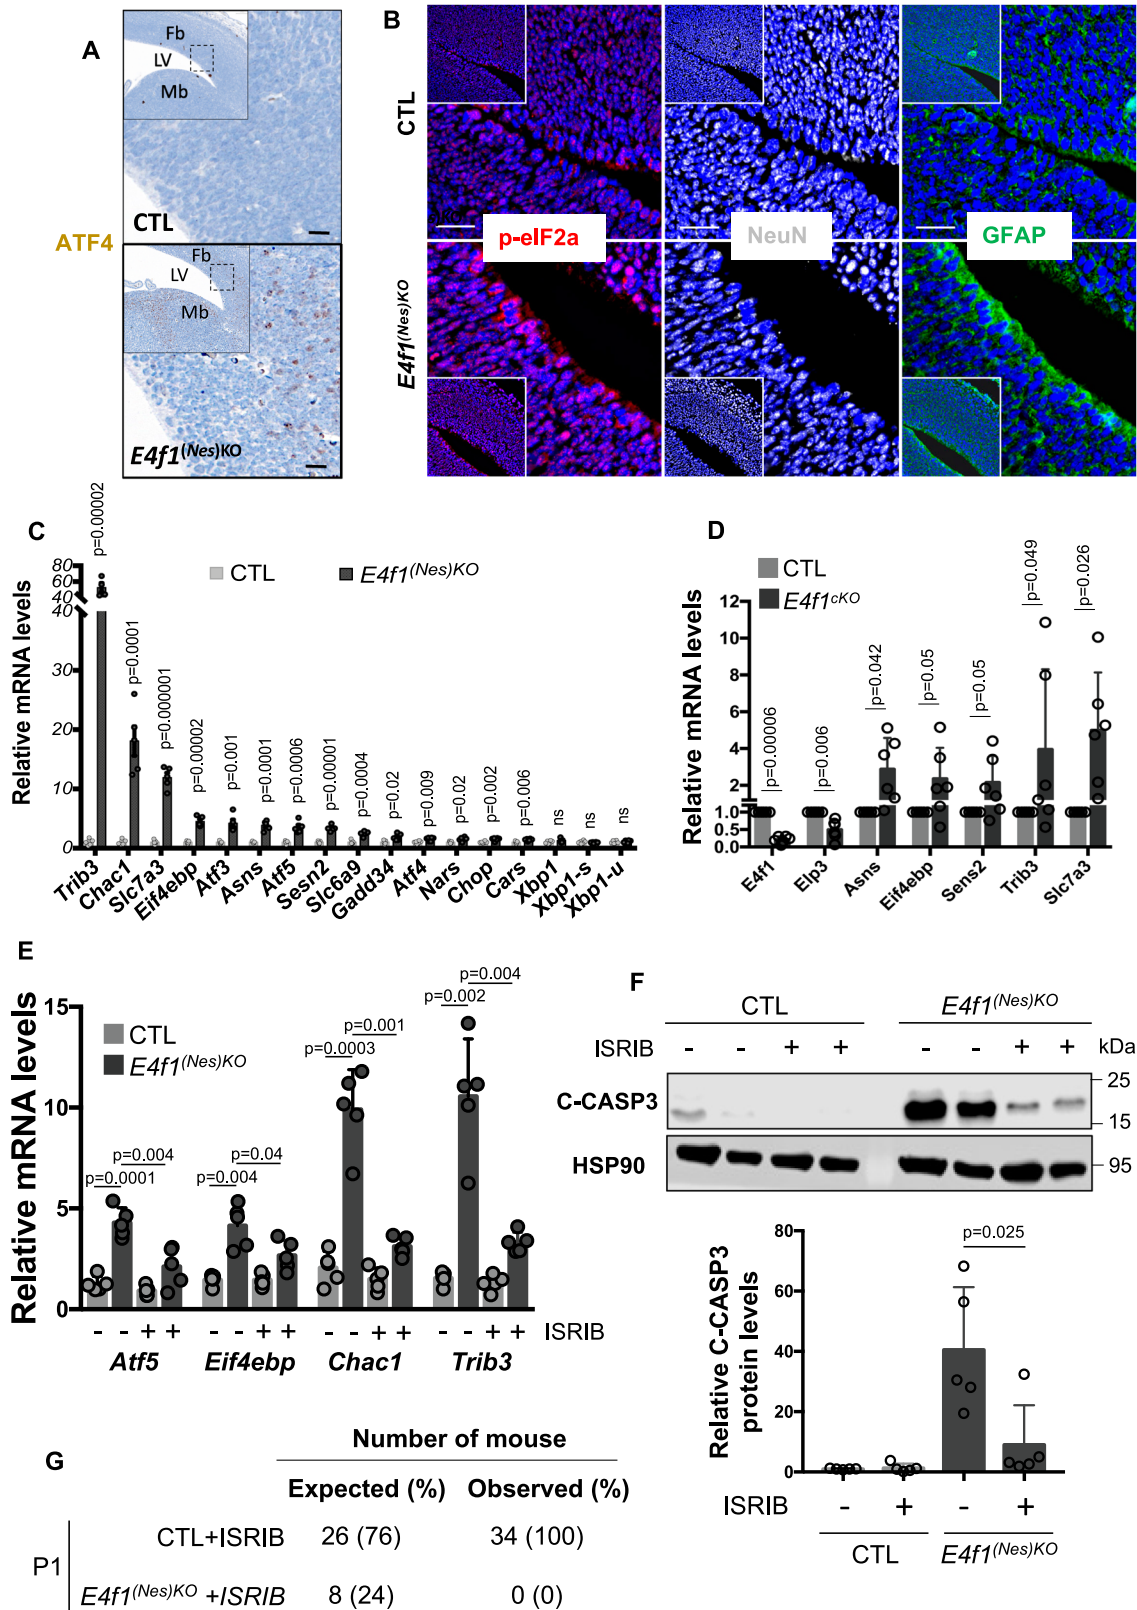 A
Fb
LV
Mb
CTL
ATF4
Fb
LV
Mb
E4f1(Nes)KO
B
CTL
p-eIF2a
NeuN
GFAP
E4f1(Nes)KO
C
Relative mRNA levels
CTL
E4f1(Nes)KO
80
60
40
40
30
20
10
0
p=0.00002
p=0.0001
p=0.000001
p=0.00002
p=0.001
p=0.0001
p=0.0006
p=0.00001
p=0.0004
p=0.02
p=0.009
p=0.02
p=0.002
p=0.006
ns
ns
ns
Trib3
Chac1
Slc7a3
Eif4ebp
Atf3
Asns
Atf5
Sesn2
Slc6a9
Gadd34
Atf4
Nars
Chop
Cars
Xbp1
Xbp1-s
Xbp1-u
D
Relative mRNA levels
CTL
E4f1cKO
12
10
8
6
4
2
1.0
0.5
0.0
p=0.00006
p=0.006
p=0.042
p=0.05
p=0.05
p=0.049
p=0.026
E4f1
Elp3
Asns
Eif4ebp
Sens2
Trib3
Slc7a3
E
Relative mRNA levels
CTL
E4f1(Nes)KO
15
10
5
0
p=0.0001
p=0.004
p=0.004
p=0.04
p=0.0003
p=0.001
p=0.002
p=0.004
- - + + - - + + - - + + - - + + ISRIB
Atf5 Eif4ebp Chac1 Trib3
F
CTL E4f1(Nes)KO
ISRIB - - + + - - + + kDa
C-CASP3
25
15
HSP90
95
Relative C-CASP3
protein levels
80
60
40
20
0
p=0.025
ISRIB - + - +
CTL E4f1(Nes)KO
G
Number of mouse
Expected (%) Observed (%)
P1
CTL+ISRIB 26 (76) 34 (100)
E4f1(Nes)KO +ISRIB 8 (24) 0 (0)